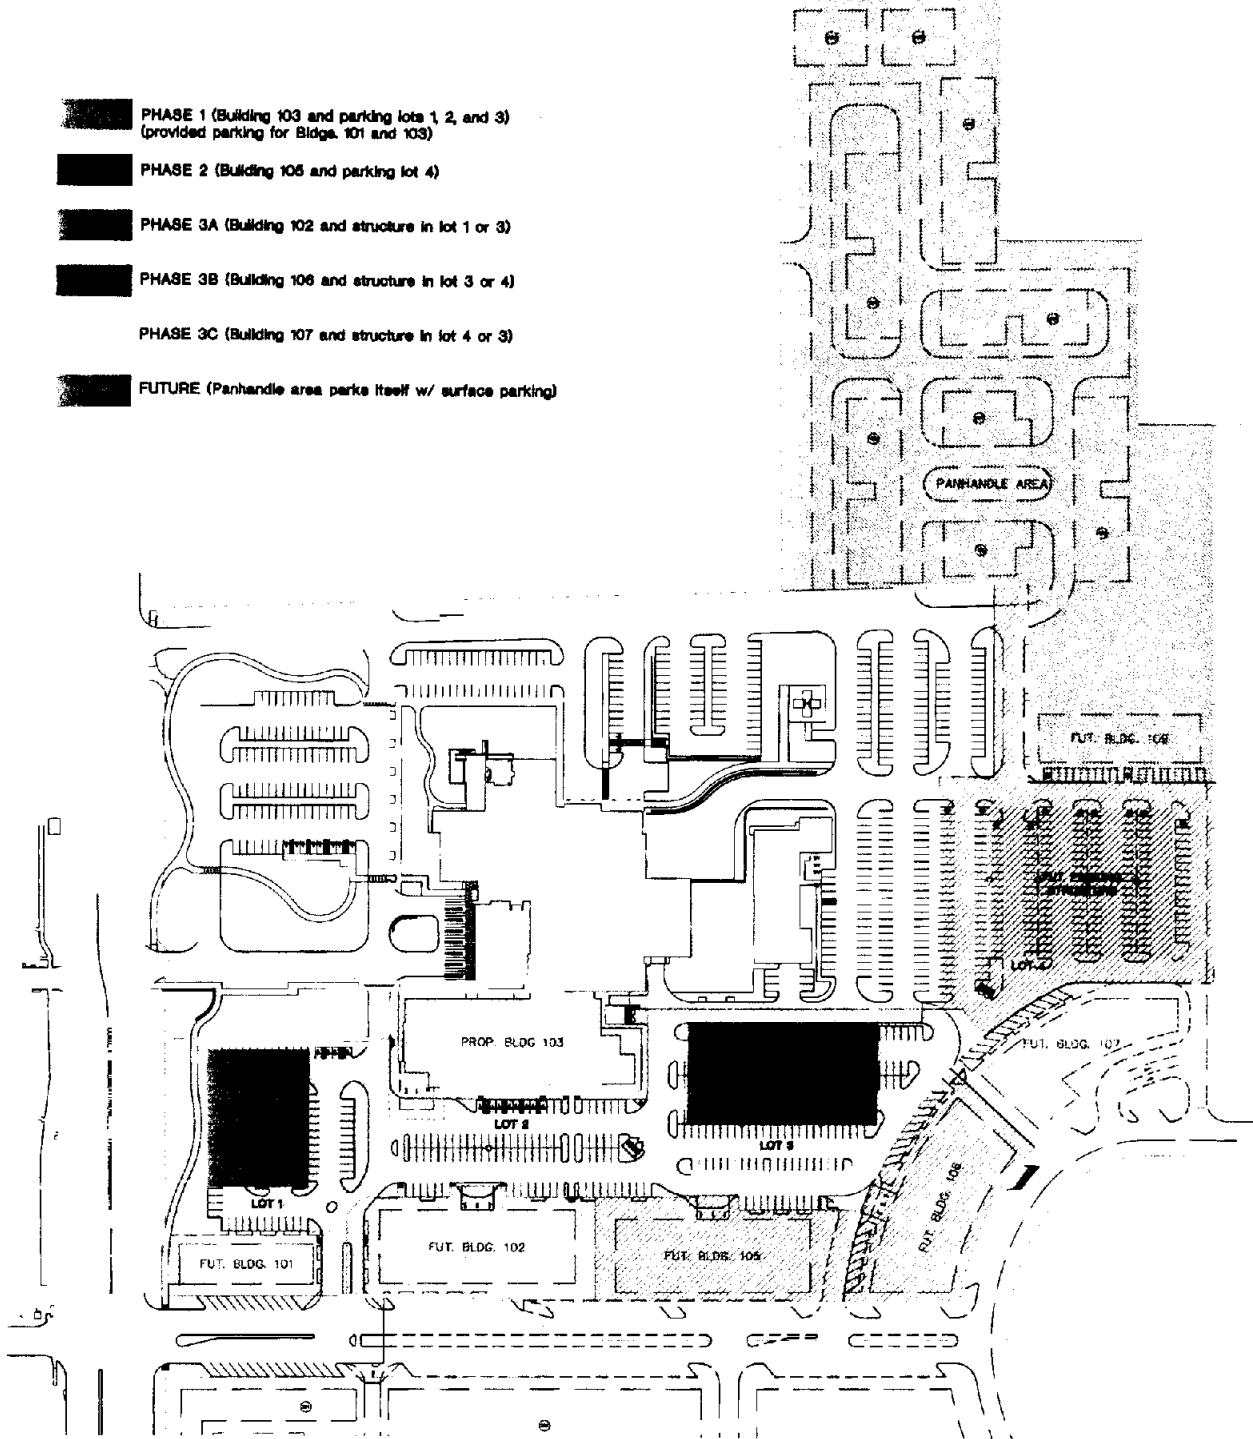 PHASE 1 (Building 103 and parking lots 1, 2, and 3)
(provided parking for Bldgs. 101 and 103)
PHASE 2 (Building 105 and parking lot 4)
PHASE 3A (Building 102 and structure in lot 1 or 3)
PHASE 3B (Building 106 and structure in lot 3 or 4)
PHASE 3C (Building 107 and structure in lot 4 or 3)
FUTURE (Panhandle area parks itself w/ surface parking)
PANHANDLE AREA
FUT. BLDG. 109
FUT. PARKING
STRUCTURE
LOT 4
PROP. BLDG 103
FUT. BLDG. 107
LOT 2
LOT 3
LOT 1
FUT. BLDG. 106
FUT. BLDG. 101
FUT. BLDG. 102
FUT. BLDG. 105